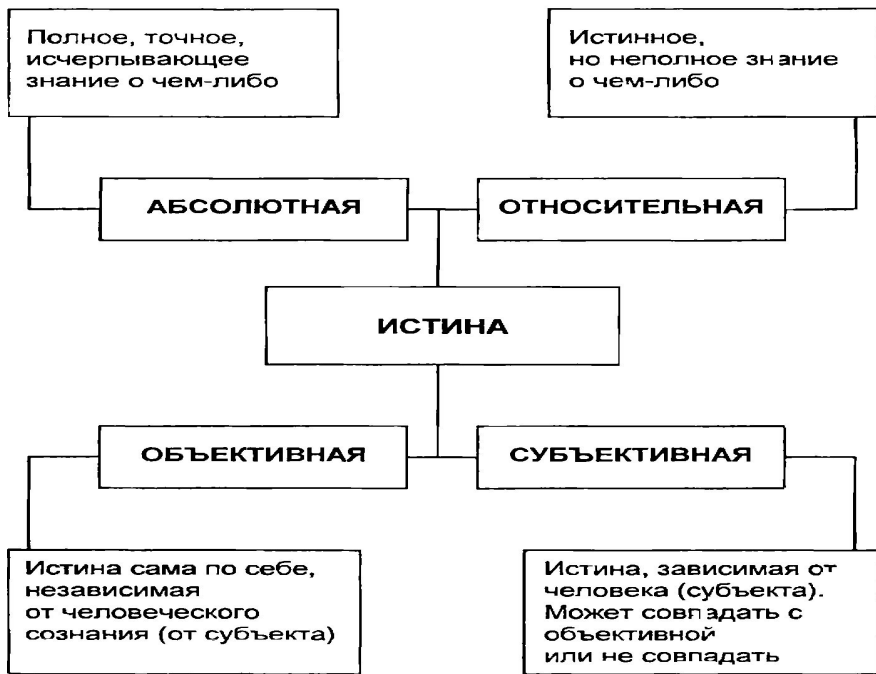 Полное, точное,
исчерпывающее
знание о чем-либо
Истинное,
но неполное знание
о чем-либо
АБСОЛЮТНАЯ
ОТНОСИТЕЛЬНАЯ
ИСТИНА
ОБЪЕКТИВНАЯ
СУБЪЕКТИВНАЯ
Истина сама по себе,
независимая
от человеческого
сознания (от субъекта)
Истина, зависимая от
человека (субъекта).
Может совпадать с
объективной
или не совпадать